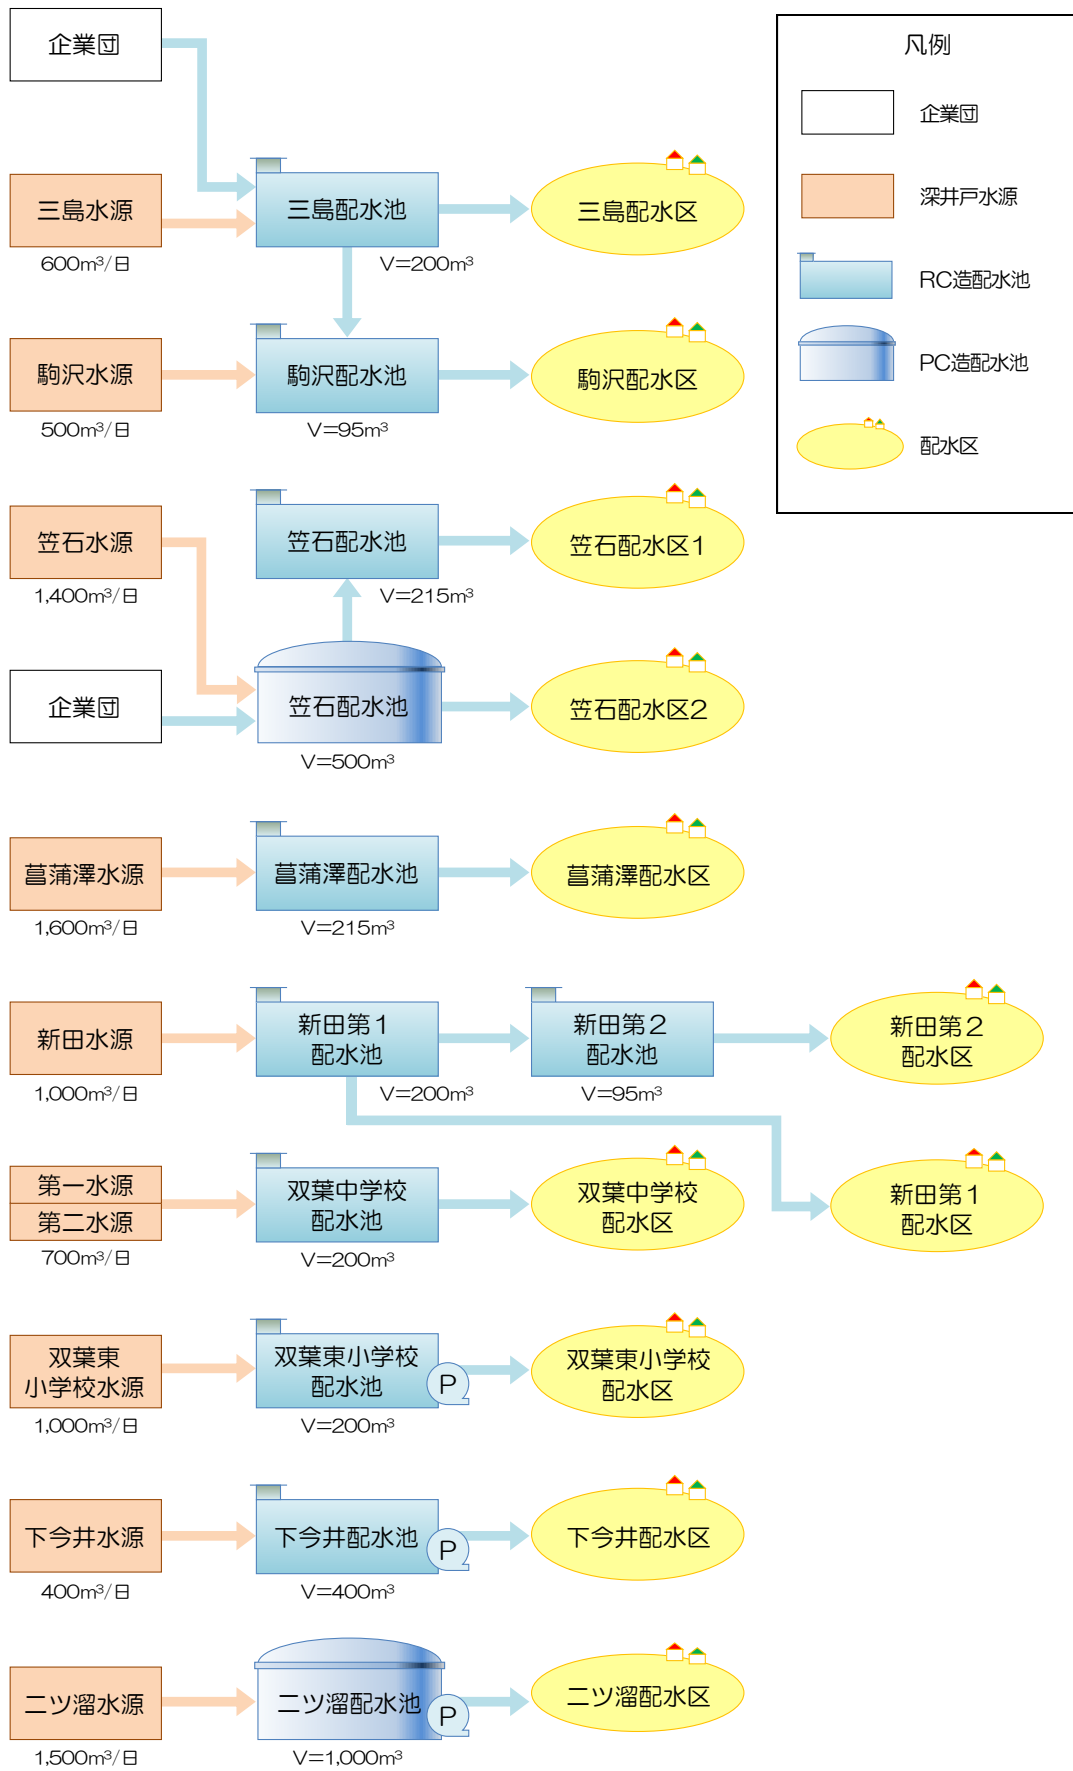 企業団
凡例
企業団
深井戸水源
RC造配水池
PC造配水池
配水区
三島水源
600m³/日
三島配水池
V=200m³
三島配水区
駒沢水源
500m³/日
駒沢配水池
V=95m³
駒沢配水区
笠石水源
1,400m³/日
笠石配水池
V=215m³
笠石配水区1
企業団
笠石配水池
V=500m³
笠石配水区2
菖蒲澤水源
1,600m³/日
菖蒲澤配水池
V=215m³
菖蒲澤配水区
新田水源
1,000m³/日
新田第1
配水池
V=200m³
新田第2
配水池
V=95m³
新田第2
配水区
新田第1
配水区
第一水源
第二水源
700m³/日
双葉中学校
配水池
V=200m³
双葉中学校
配水区
双葉東
小学校水源
1,000m³/日
双葉東小学校
配水池
P
V=200m³
双葉東小学校
配水区
下今井水源
400m³/日
下今井配水池
P
V=400m³
下今井配水区
二ツ溜水源
1,500m³/日
二ツ溜配水池
P
V=1,000m³
二ツ溜配水区